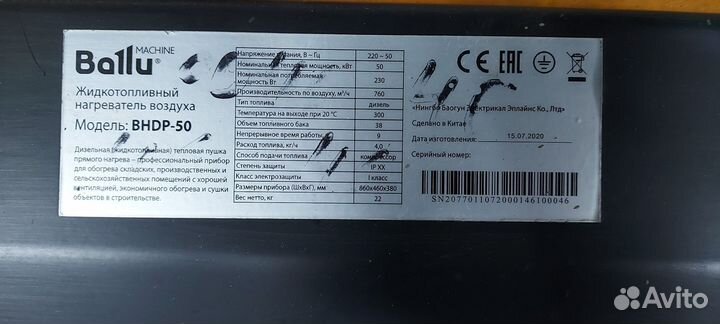 Ballu® MACHINE
Жидкотопливный
нагреватель воздуха
Модель: BHDP-50
Дизельная (жидкотопливная) тепловая пушка
прямого нагрева – профессиональный прибор
для обогрева складских, производственных и
сельскохозяйственных помещений с хорошей
вентиляцией, экономичного обогрева и сушки
объектов в строительстве.
Напряжение питания, В ~ Гц 220 ~ 50
Номинальная тепловая мощность, кВт 50
Номинальная потребляемая
мощность Вт 230
Производительность по воздуху, м³/ч 760
Тип топлива дизель
Температура на выходе при 20 °C 300
Объем топливного бака 38
Непрерывное время работы 9
Расход топлива, кг/ч 4,0
Способ подачи топлива компрессор
Степень защиты IP XX
Класс электрозащиты I класс
Размеры прибора (ШхВхГ), мм 860x460x380
Вес нетто, кг 22
CE EAC
«Нингбо Баогун Электрикал Эплайнс Ко., Лтд»
Сделано в Китае
Дата изготовления: 15.07.2020
Серийный номер:
SN2077011072000146100046
Avito